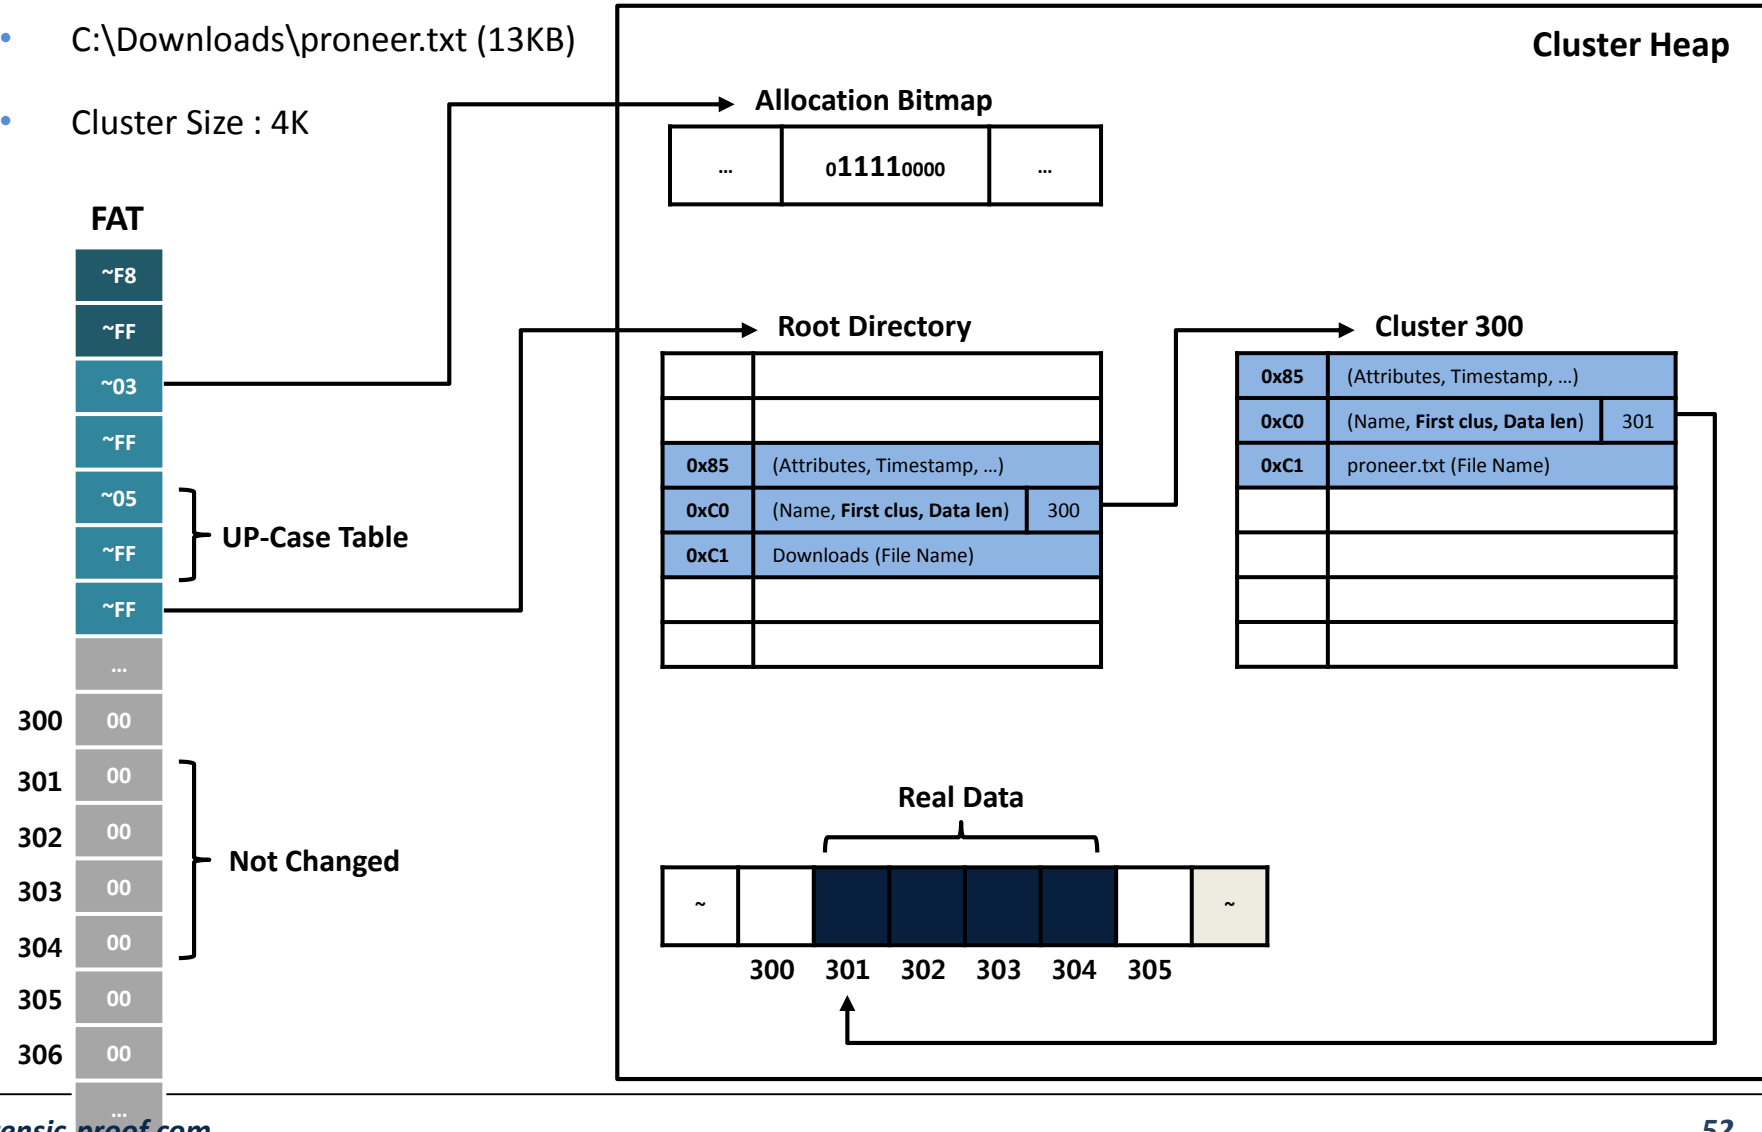 • C:\Downloads\proneer.txt (13KB)
• Cluster Size : 4K
Cluster Heap
Allocation Bitmap
... 011110000 ...
FAT
~F8
~FF
~03
~FF
~05
~FF
~FF
...
300 00
301 00
302 00
303 00
304 00
305 00
306 00
...
UP-Case Table
Not Changed
Root Directory
0x85 (Attributes, Timestamp, ...)
0xC0 (Name, First clus, Data len) 300
0xC1 Downloads (File Name)
Cluster 300
0x85 (Attributes, Timestamp, ...)
0xC0 (Name, First clus, Data len) 301
0xC1 proneer.txt (File Name)
Real Data
~ ~
300 301 302 303 304 305
ensic-proof.com
52